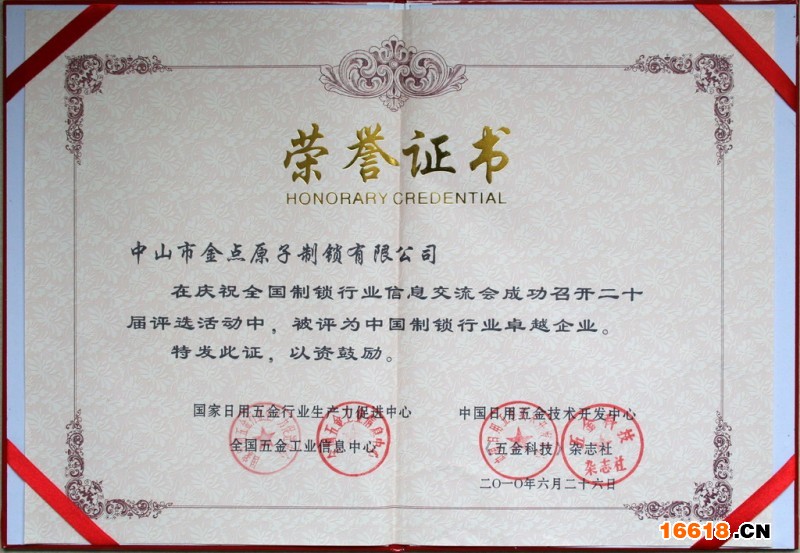 荣誉证书
HONORARY CREDENTIAL
中山市金点原子制锁有限公司
在庆祝全国制锁行业信息交流会成功召开二十
届评选活动中，被评为中国制锁行业卓越企业。
特发此证，以资鼓励。
国家日用五金行业生产力促进中心 中国日用五金技术开发中心
全国五金工业信息中心 《五金科技》杂志社
二〇一〇年六月二十六日
杂志社
16618.CN